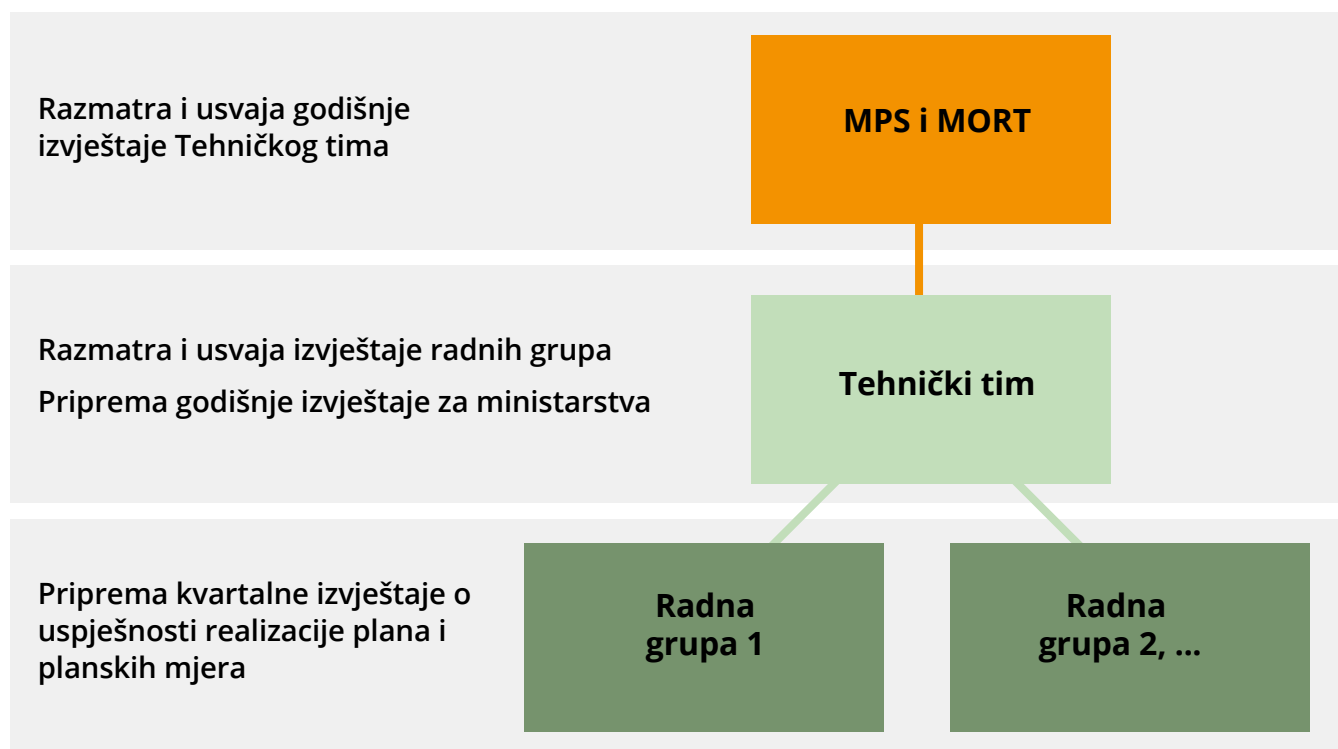 Razmatra i usvaja godišnje
izvještaje Tehničkog tima
MPS i MORT
Razmatra i usvaja izvještaje radnih grupa
Priprema godišnje izvještaje za ministarstva
Tehnički tim
Priprema kvartalne izvještaje o
uspješnosti realizacije plana i
planskih mjera
Radna
grupa 1
Radna
grupa 2, ...